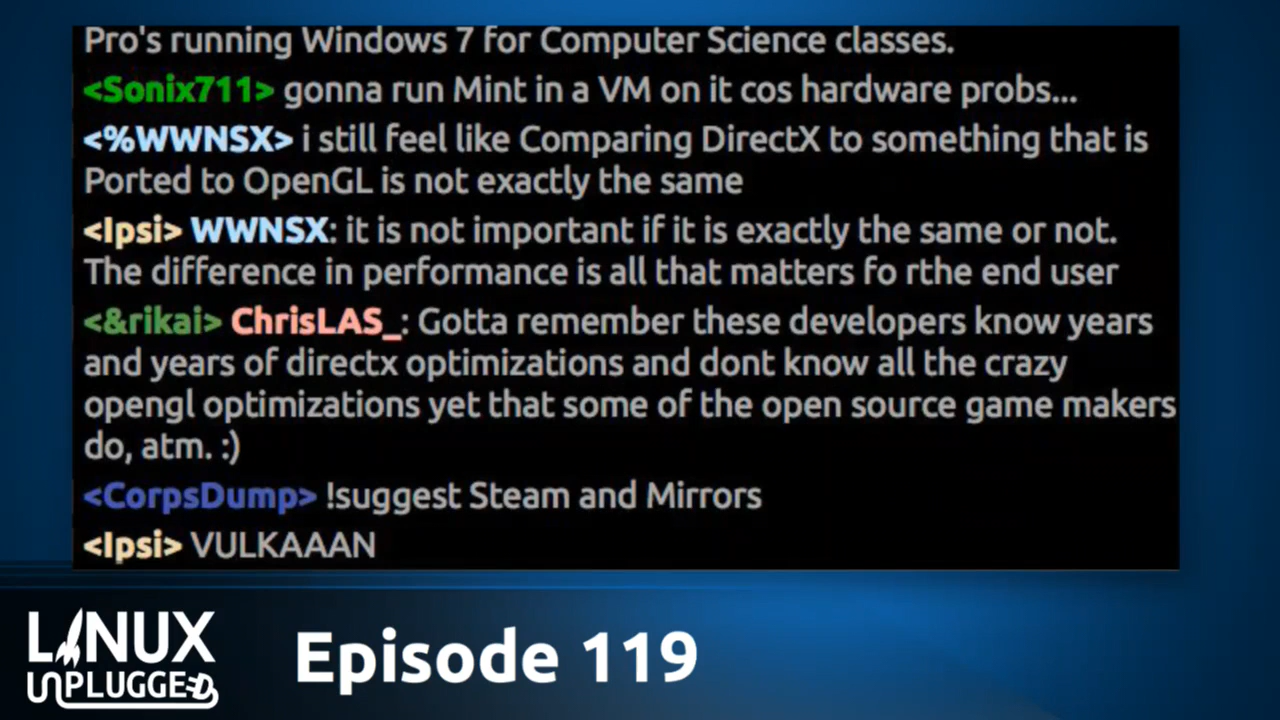 Pro's running Windows 7 for Computer Science classes.
<Sonix711> gonna run Mint in a VM on it cos hardware probs...
<%WWNSX> i still feel like Comparing DirectX to something that is
Ported to OpenGL is not exactly the same
<Ipsi> WWNSX: it is not important if it is exactly the same or not.
The difference in performance is all that matters fo rthe end user
<&rikai> ChrisLAS_: Gotta remember these developers know years
and years of directx optimizations and dont know all the crazy
opengl optimizations yet that some of the open source game makers
do, atm. :)
<CorpsDump> !suggest Steam and Mirrors
<Ipsi> VULKAAAN
LINUX
UNPLUGGED
Episode 119